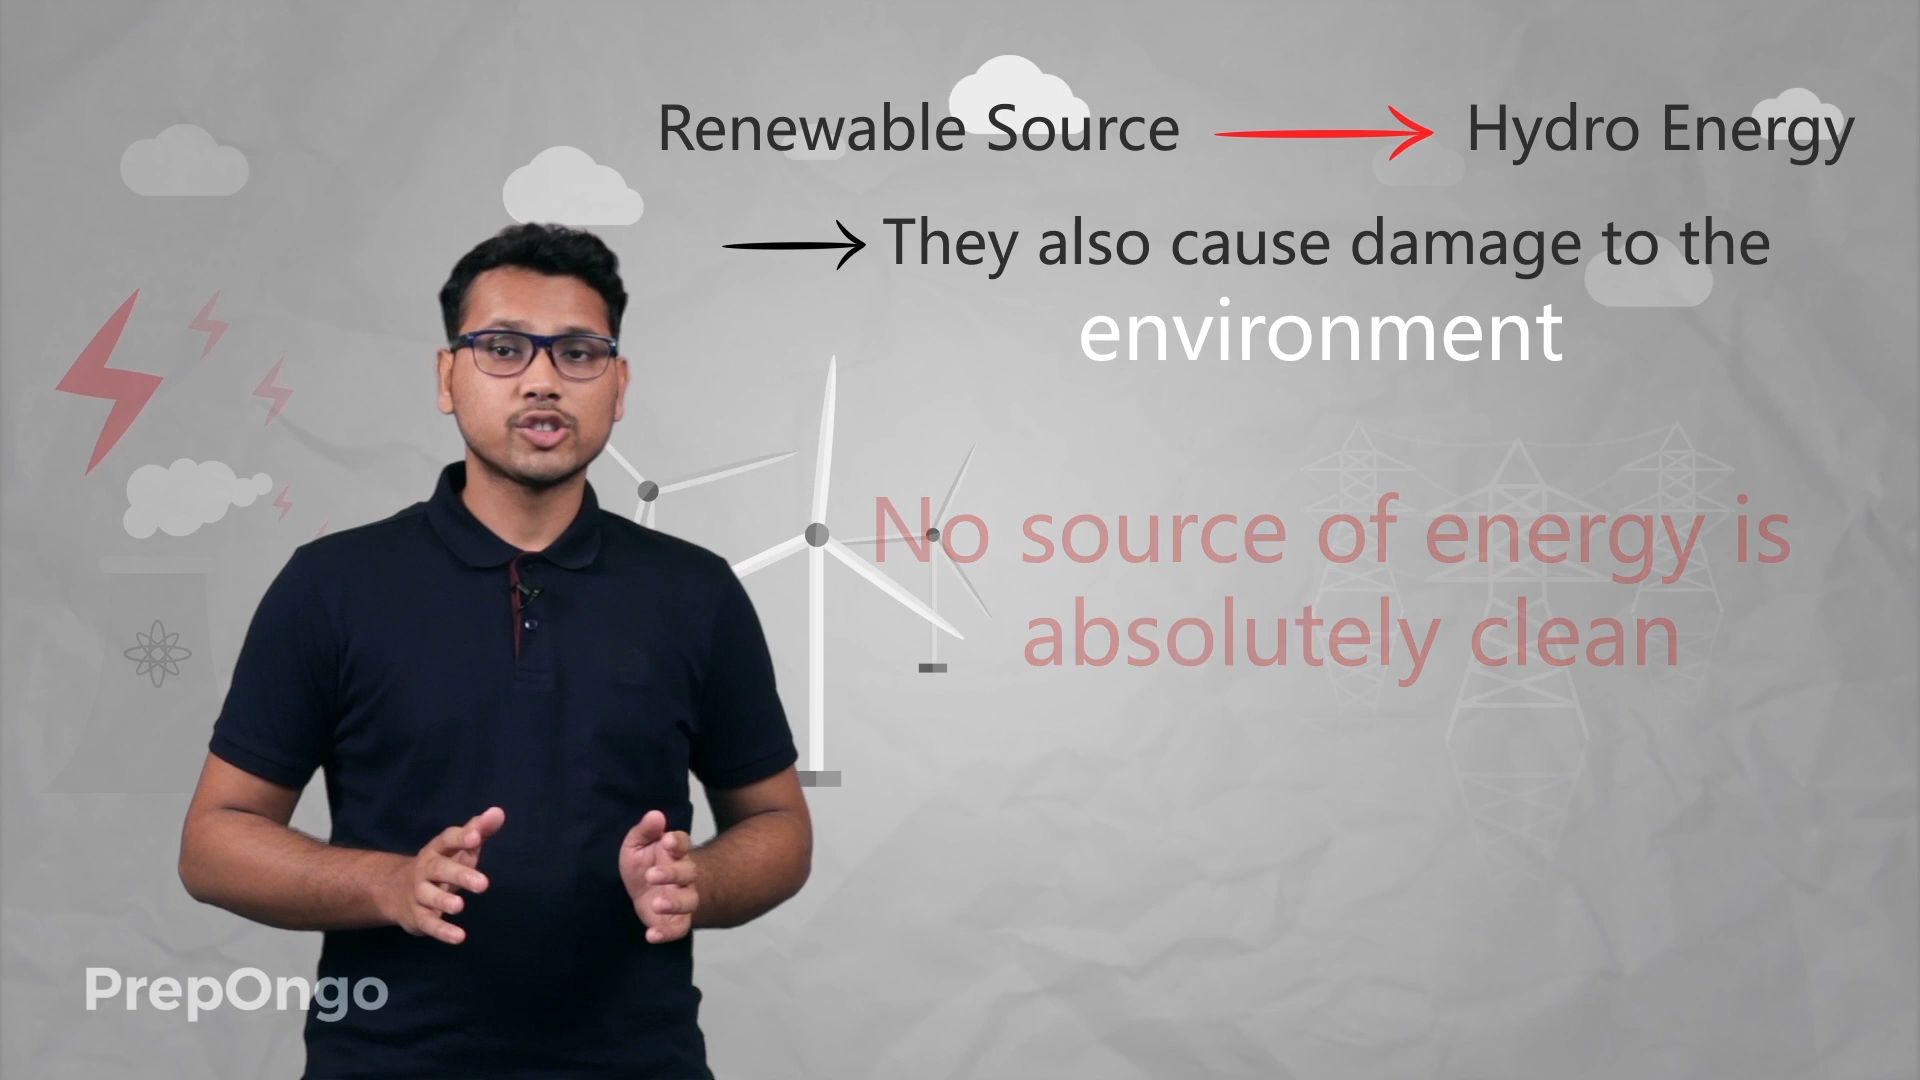 Renewable Source Hydro Energy
They also cause damage to the
environment
No source of energy is
absolutely clean
PrepOngo